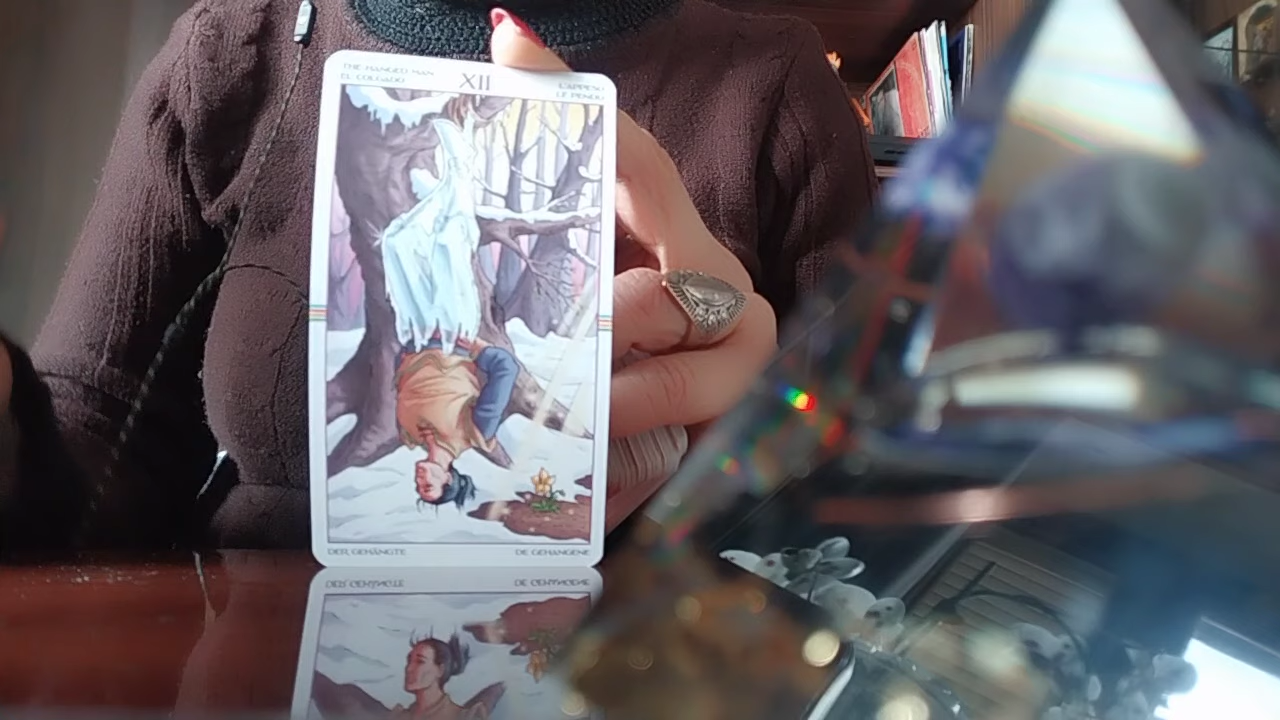 THE HANGED MAN
EL COLGADO
XII
L'APPESO
LE PENDU
DER GEHÄNGTE
DE GEHANGENE